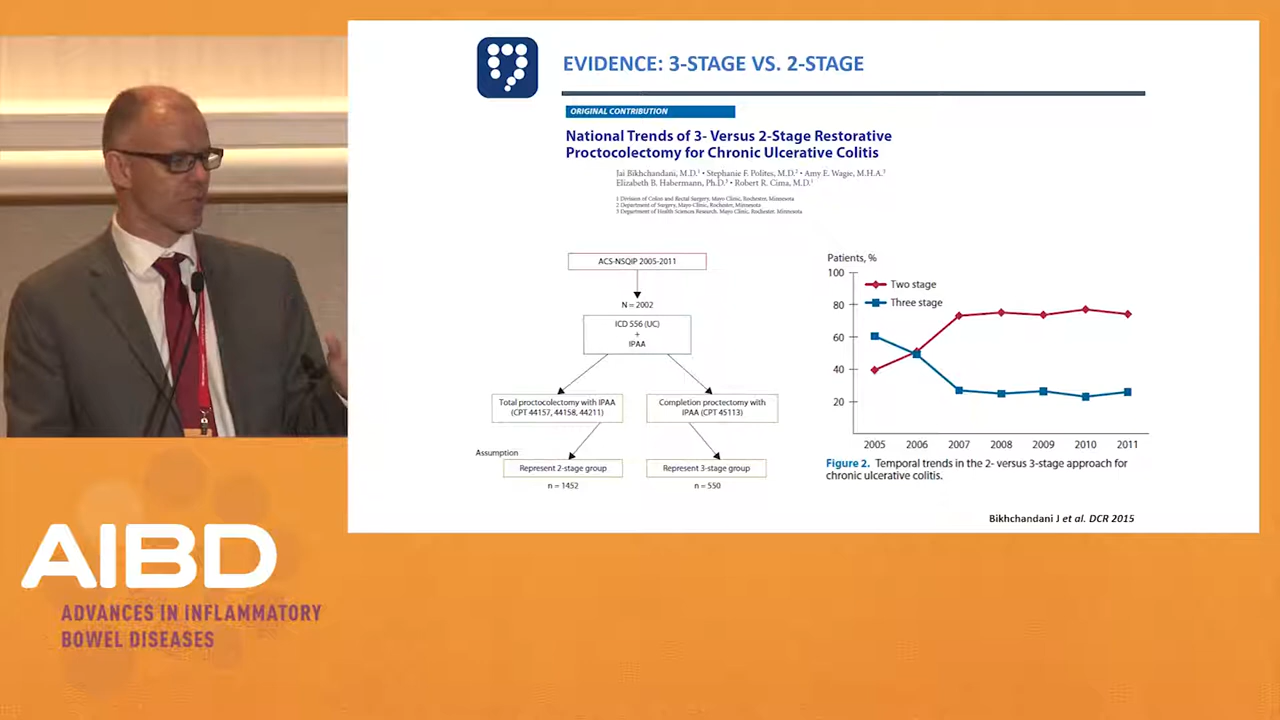 EVIDENCE: 3-STAGE VS. 2-STAGE
ORIGINAL CONTRIBUTION
National Trends of 3- Versus 2-Stage Restorative
Proctocolectomy for Chronic Ulcerative Colitis
Jai Bikhchandani, M.D.¹ • Stephanie F. Polites, M.D.² • Amy E. Wagie, M.H.A.³
Elizabeth B. Habermann, Ph.D.³ • Robert R. Cima, M.D.¹
1 Division of Colon and Rectal Surgery, Mayo Clinic, Rochester, Minnesota
2 Department of Surgery, Mayo Clinic, Rochester, Minnesota
3 Department of Health Sciences Research, Mayo Clinic, Rochester, Minnesota
ACS-NSQIP 2005-2011
N = 2002
ICD 556 (UC)
+
IPAA
Total proctocolectomy with IPAA
(CPT 44157, 44158, 44211)
Completion proctectomy with
IPAA (CPT 45113)
Assumption
Represent 2-stage group
Represent 3-stage group
n = 1452
n = 550
Patients, %
100
80
60
40
20
Two stage
Three stage
2005 2006 2007 2008 2009 2010 2011
Figure 2. Temporal trends in the 2- versus 3-stage approach for
chronic ulcerative colitis.
Bikhchandani J et al. DCR 2015
AIBD
ADVANCES IN INFLAMMATORY
BOWEL DISEASES